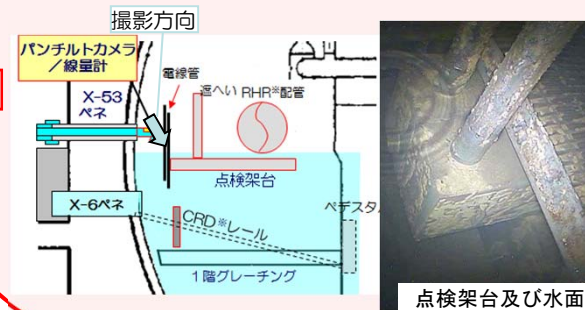 撮影方向
パンチルトカメラ
／線量計
電線管
X-53
ペネ
遮へい RHR※配管
点検架台
X-6ペネ
CRD※レール
ペデスタ
1階グレーチング
点検架台及び水面